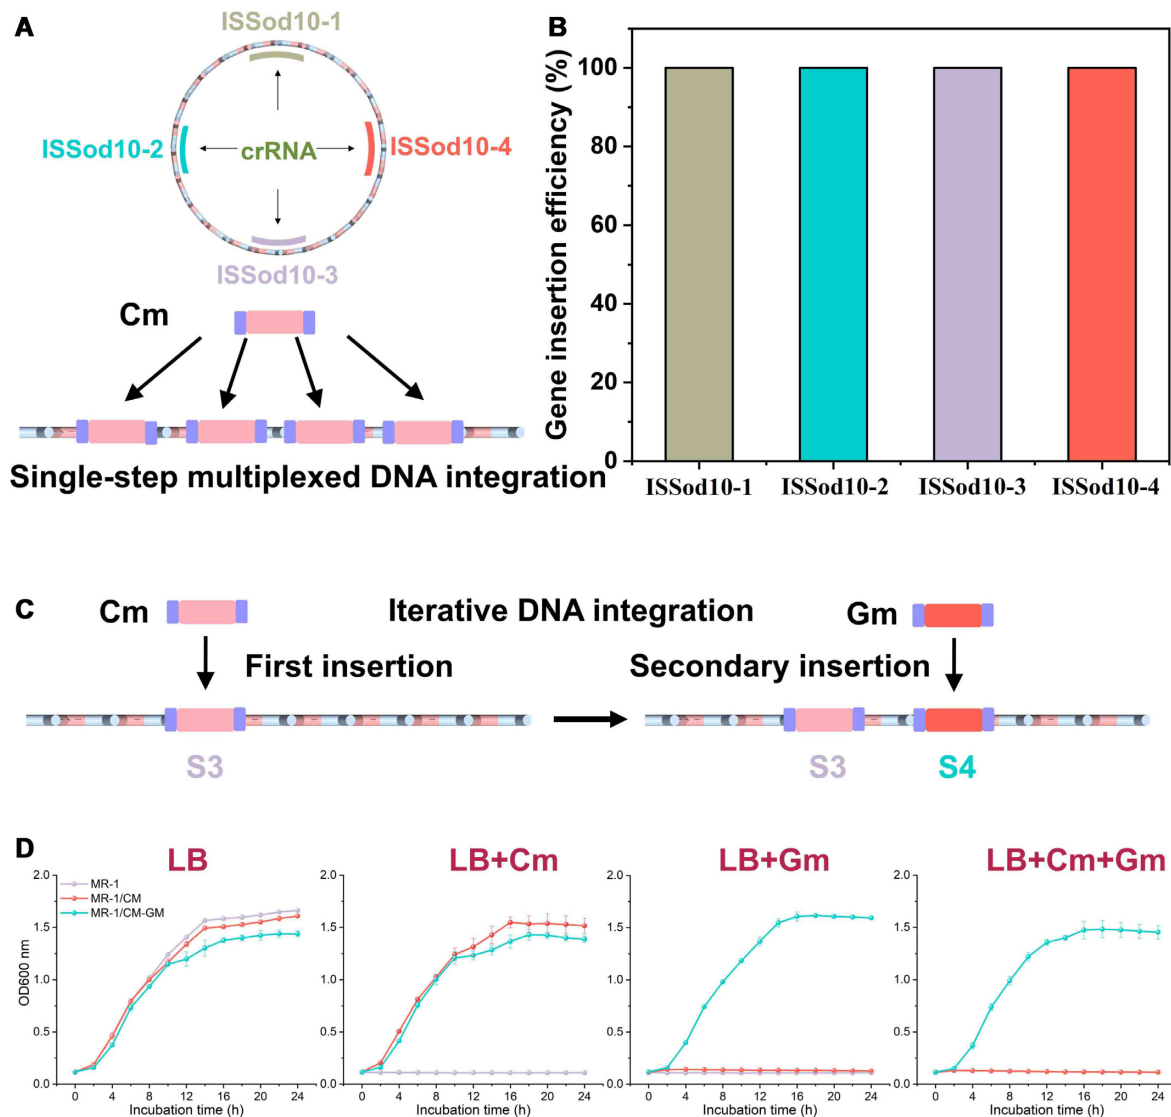 A
ISSod10-1
ISSod10-2
crRNA
ISSod10-4
ISSod10-3
Cm
Single-step multiplexed DNA integration
B
Gene insertion efficiency (%)
100
80
60
40
20
0
ISSod10-1 ISSod10-2 ISSod10-3 ISSod10-4
C
Cm
Iterative DNA integration
Gm
First insertion
Secondary insertion
S3
S3
S4
D
LB
OD600 nm
2.0
1.5
1.0
0.5
0.0
MR-1
MR-1/CM
MR-1/CM-GM
0 4 8 12 16 20 24
Incubation time (h)
LB+Cm
2.0
1.5
1.0
0.5
0.0
0 4 8 12 16 20 24
Incubation time (h)
LB+Gm
2.0
1.5
1.0
0.5
0.0
0 4 8 12 16 20 24
Incubation time (h)
LB+Cm+Gm
2.0
1.5
1.0
0.5
0.0
0 4 8 12 16 20 24
Incubation time (h)